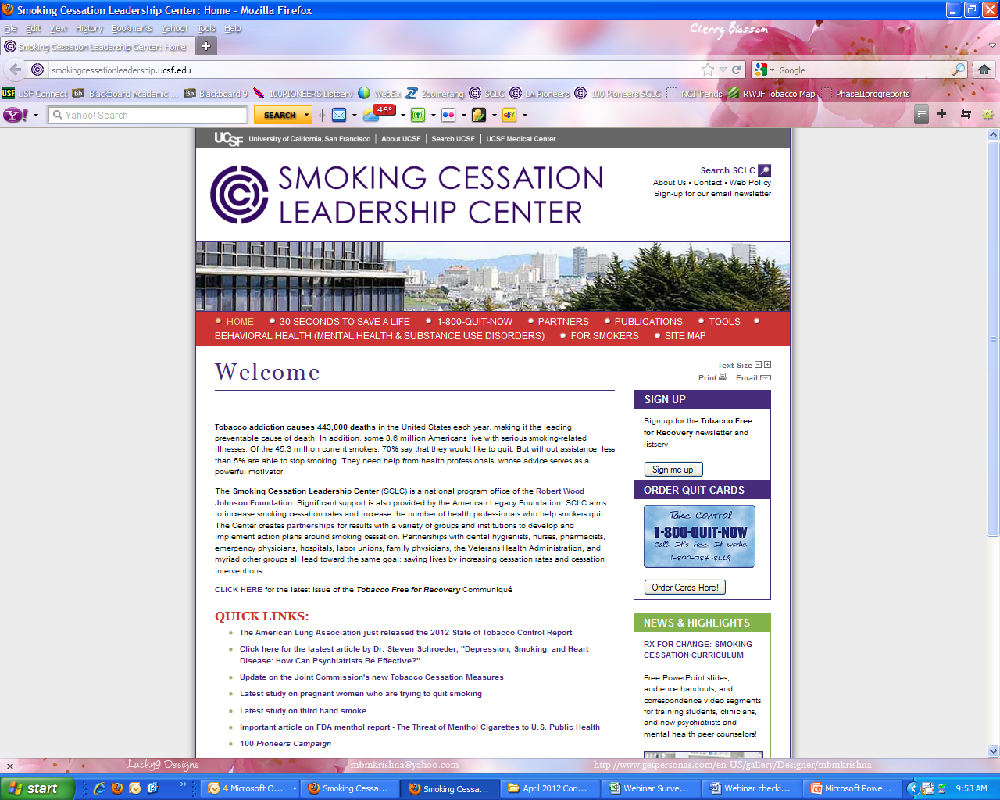 Smoking Cessation Leadership Center: Home - Mozilla Firefox
File Edit View History Bookmarks Yahoo! Tools Help
Cherry Blossom
Smoking Cessation Leadership Center: Home
smokingcessationleadership.ucsf.edu
Google
USF USF Connect Bb Blackboard Academic ... Bb Blackboard 9 100PIONEERS Listserv WebEx Zoomerang SCLC LA Pioneers 100 Pioneers SCLC NCI Trends RWJF Tobacco Map PhaseIIprogreports
Y! Yahoo! Search SEARCH 46°
UCSF University of California, San Francisco | About UCSF | Search UCSF | UCSF Medical Center
SMOKING CESSATION
LEADERSHIP CENTER
Search SCLC
About Us • Contact • Web Policy
Sign-up for our email newsletter
HOME 30 SECONDS TO SAVE A LIFE 1-800-QUIT-NOW PARTNERS PUBLICATIONS TOOLS
BEHAVIORAL HEALTH (MENTAL HEALTH & SUBSTANCE USE DISORDERS) FOR SMOKERS SITE MAP
Welcome
Text Size
Print Email
Tobacco addiction causes 443,000 deaths in the United States each year, making it the leading
preventable cause of death. In addition, some 8.6 million Americans live with serious smoking-related
illnesses. Of the 45.3 million current smokers, 70% say that they would like to quit. But without assistance, less
than 5% are able to stop smoking. They need help from health professionals, whose advice serves as a
powerful motivator.
The Smoking Cessation Leadership Center (SCLC) is a national program office of the Robert Wood
Johnson Foundation. Significant support is also provided by the American Legacy Foundation. SCLC aims
to increase smoking cessation rates and increase the number of health professionals who help smokers quit.
The Center creates partnerships for results with a variety of groups and institutions to develop and
implement action plans around smoking cessation. Partnerships with dental hygienists, nurses, pharmacists,
emergency physicians, hospitals, labor unions, family physicians, the Veterans Health Administration, and
myriad other groups all lead toward the same goal: saving lives by increasing cessation rates and cessation
interventions.
CLICK HERE for the latest issue of the Tobacco Free for Recovery Communiqué
QUICK LINKS:
The American Lung Association just released the 2012 State of Tobacco Control Report
Click here for the lastest article by Dr. Steven Schroeder, "Depression, Smoking, and Heart
Disease: How Can Psychiatrists Be Effective?"
Update on the Joint Commission's new Tobacco Cessation Measures
Latest study on pregnant women who are trying to quit smoking
Latest study on third hand smoke
Important article on FDA menthol report - The Threat of Menthol Cigarettes to U.S. Public Health
100 Pioneers Campaign
SIGN UP
Sign up for the Tobacco Free
for Recovery newsletter and
listserv
Sign me up!
ORDER QUIT CARDS
Take Control
1-800-QUIT-NOW
Call. It's free. It works.
1-800-784-8669
Order Cards Here!
NEWS & HIGHLIGHTS
RX FOR CHANGE: SMOKING
CESSATION CURRICULUM
Free PowerPoint slides,
audience handouts, and
correspondence video segments
for training students, clinicians,
and now psychiatrists and
mental health peer counselors!
Lucky9 Designs mbmkrishna@yahoo.com http://www.getpersonas.com/en-US/gallery/Designer/mbmkrishna
start 4 Microsoft O... Smoking Cessa... Smoking Cessa... April 2012 Con... Webinar Surve... Webinar checkl... Microsoft Powe... 9:53 AM